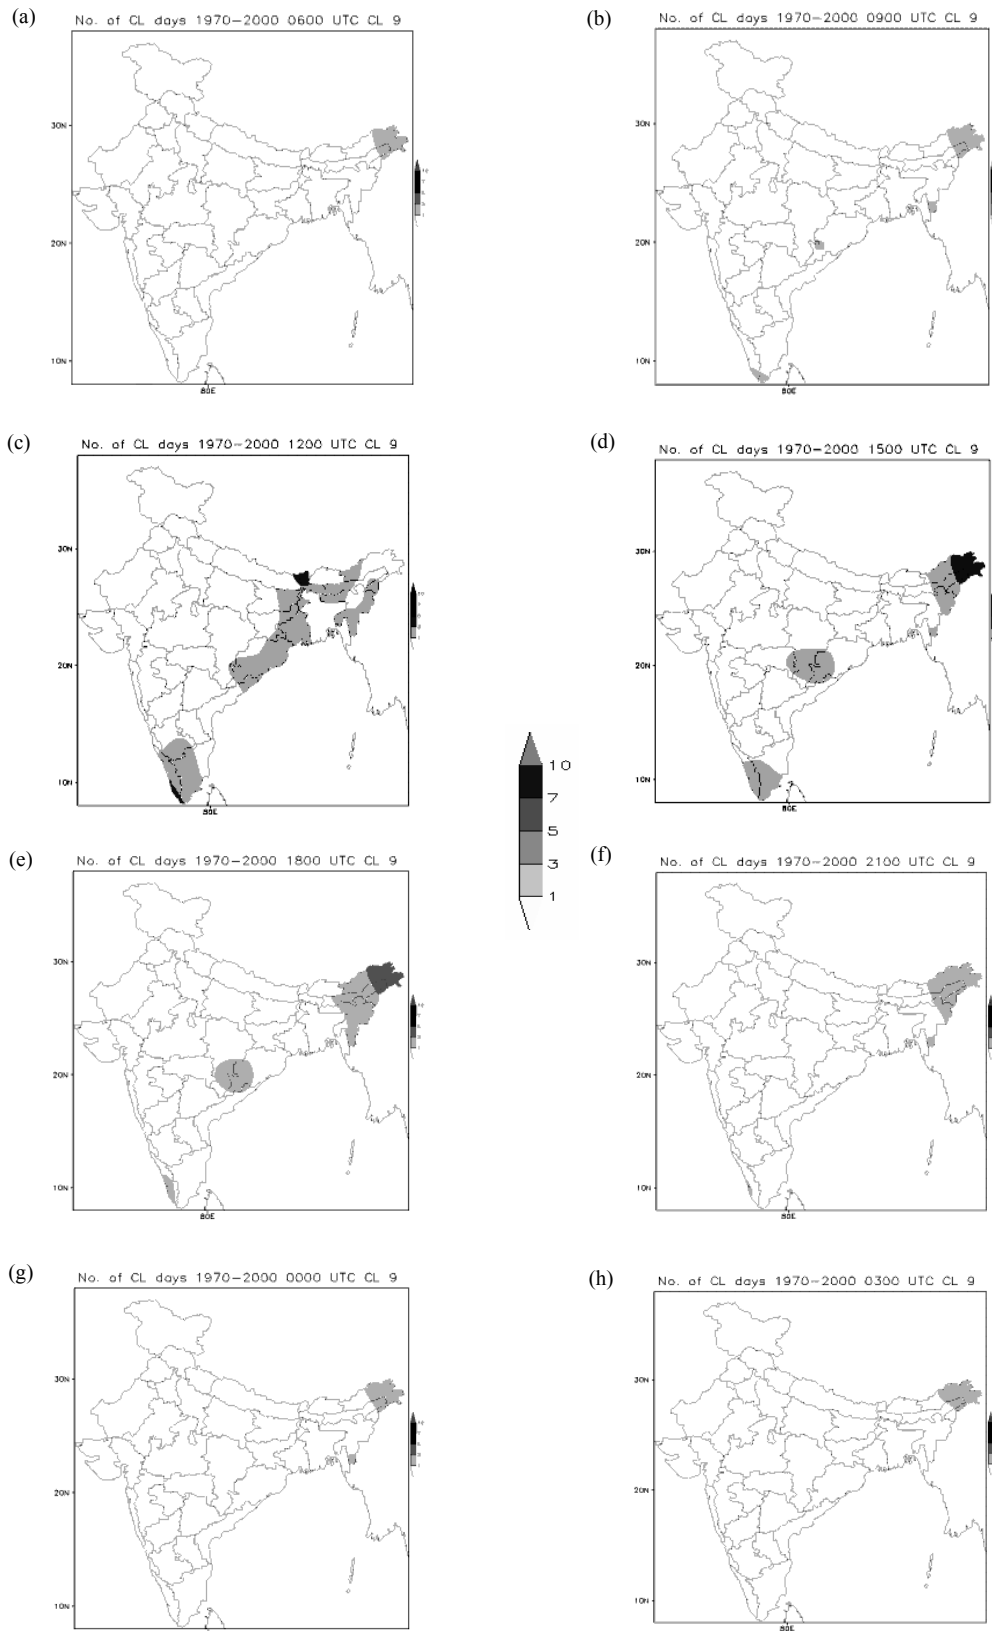 (a)
No. of CL days 1970-2000 0600 UTC CL 9
30N
20N
10N
80E
(b)
No. of CL days 1970-2000 0900 UTC CL 9
30N
20N
10N
80E
(c)
No. of CL days 1970-2000 1200 UTC CL 9
30N
20N
10N
80E
(d)
No. of CL days 1970-2000 1500 UTC CL 9
30N
20N
10N
80E
10
7
5
3
1
(e)
No. of CL days 1970-2000 1800 UTC CL 9
30N
20N
10N
80E
(f)
No. of CL days 1970-2000 2100 UTC CL 9
30N
20N
10N
80E
(g)
No. of CL days 1970-2000 0000 UTC CL 9
30N
20N
10N
80E
(h)
No. of CL days 1970-2000 0300 UTC CL 9
30N
20N
10N
80E